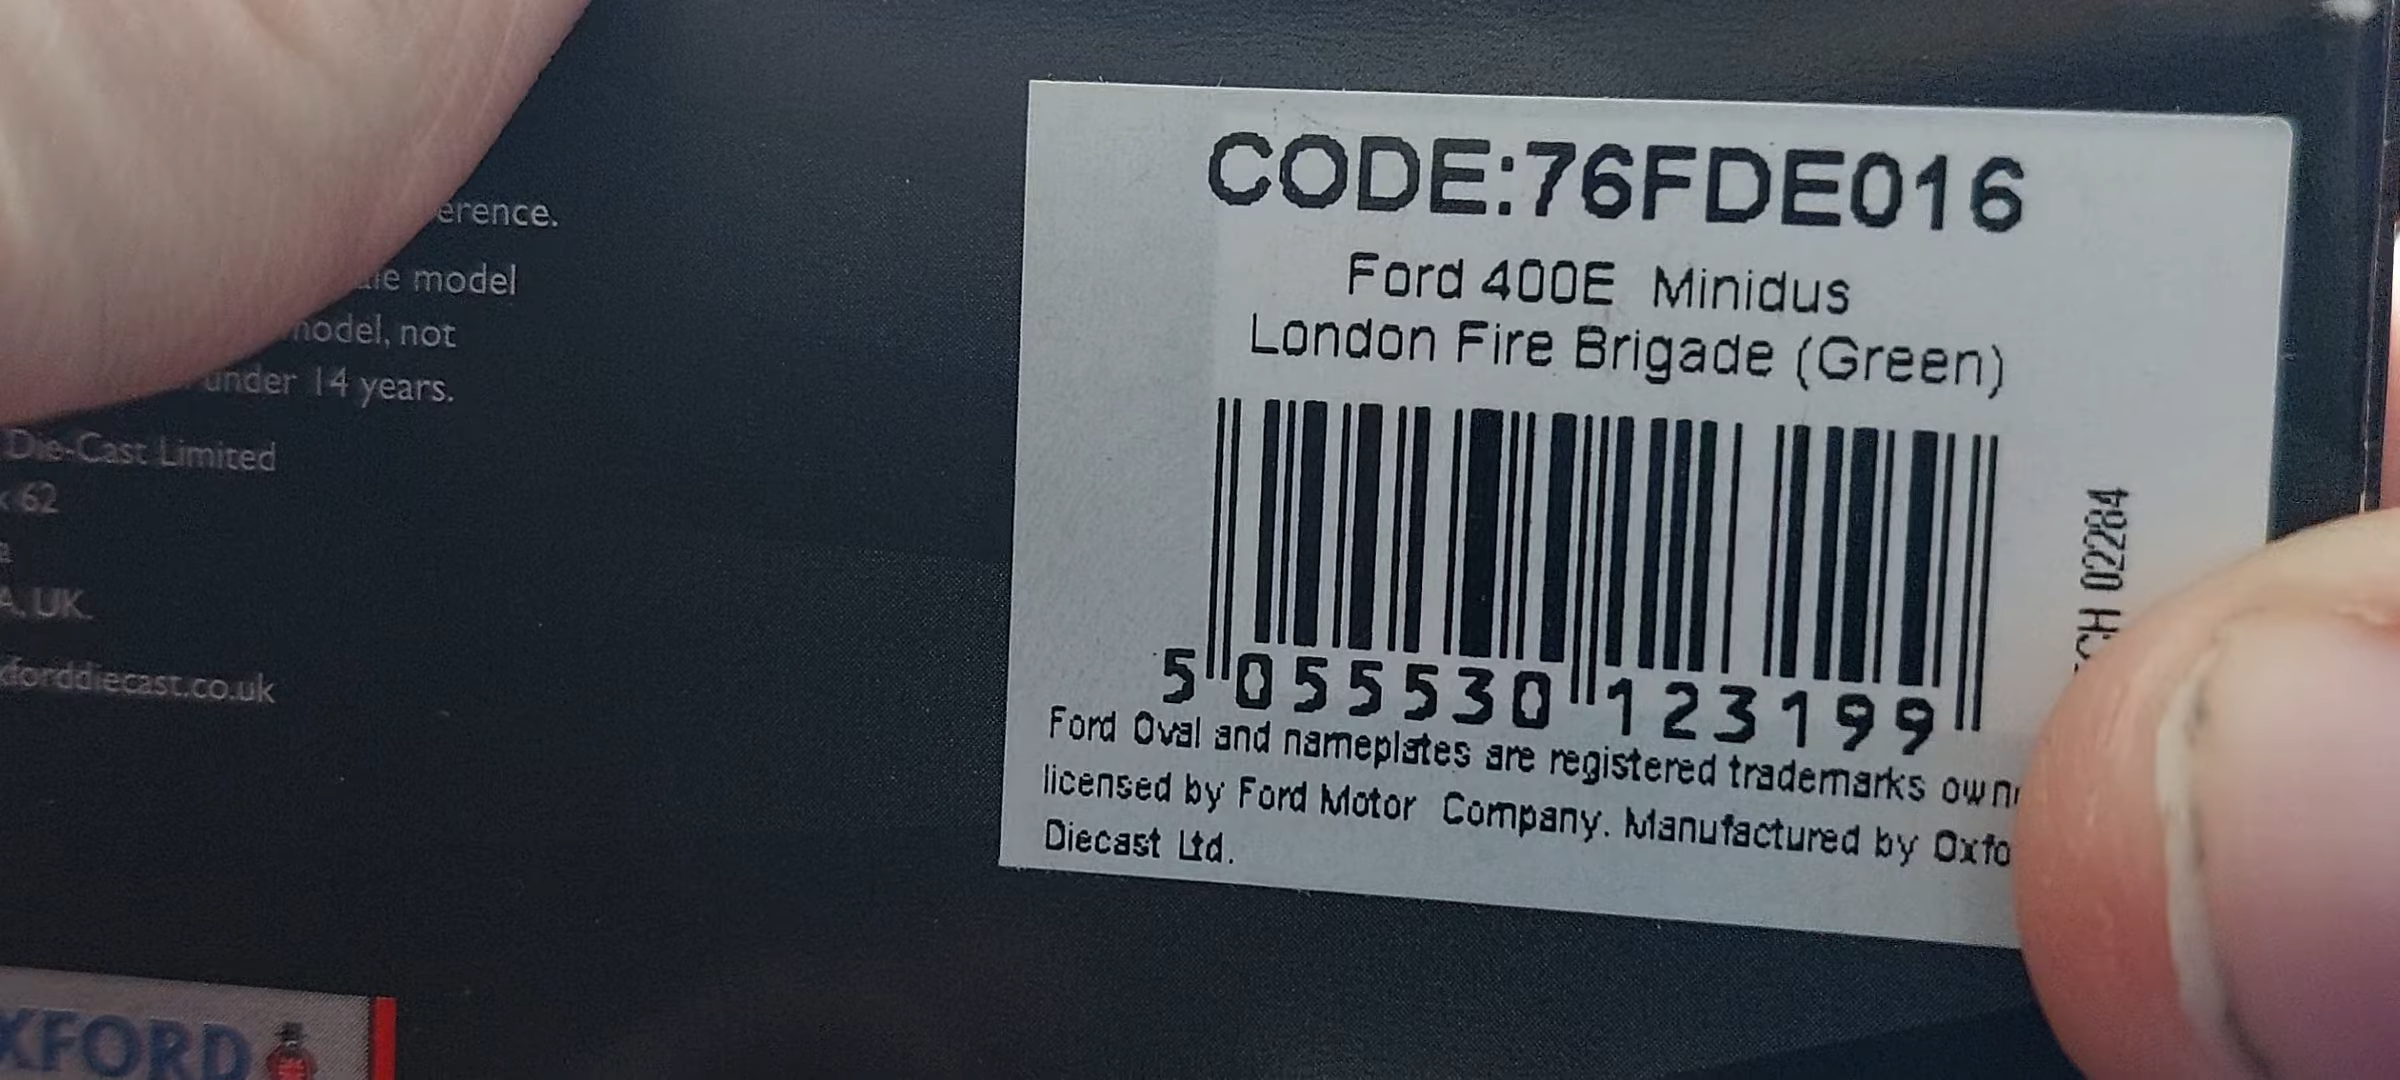 erence.
model
model, not
under 14 years.
Die-Cast Limited
62
A, UK.
xforddiecast.co.uk
XFORD
CODE:76FDE016
Ford 400E Minidus
London Fire Brigade (Green)
5 055530 123199
CH 02284
Ford Oval and nameplates are registered trademarks own
licensed by Ford Motor Company. Manufactured by Oxfo
Diecast Ltd.